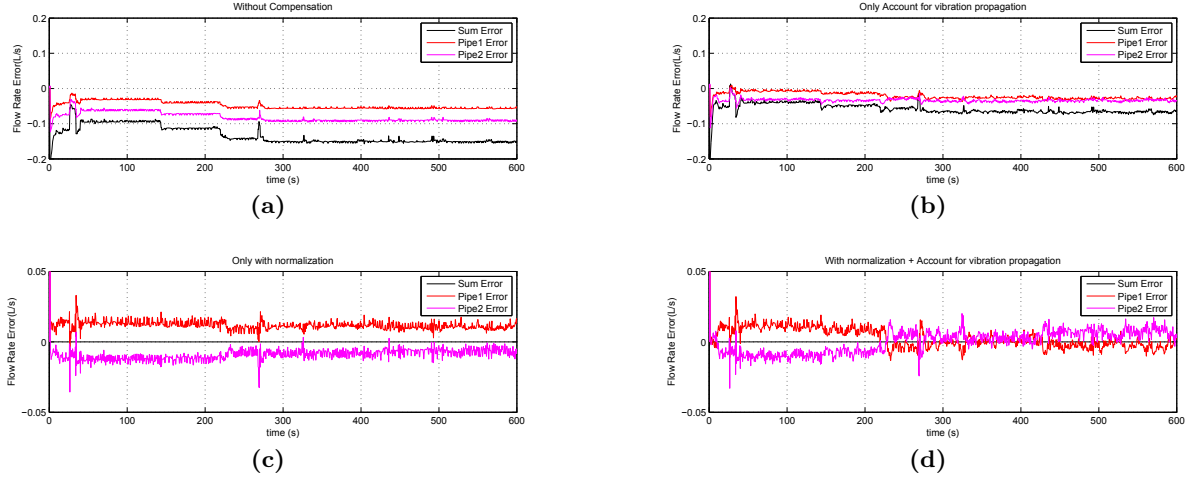 Without Compensation
Flow Rate Error(L/s)
0.2
0.1
0
−0.1
−0.2
Sum Error
Pipe1 Error
Pipe2 Error
0 100 200 300 400 500 600
time (s)
(a)
Only Account for vibration propagation
Flow Rate Error(L/s)
0.2
0.1
0
−0.1
−0.2
Sum Error
Pipe1 Error
Pipe2 Error
0 100 200 300 400 500 600
time (s)
(b)
Only with normalization
Flow Rate Error(L/s)
0.05
0
−0.05
Sum Error
Pipe1 Error
Pipe2 Error
0 100 200 300 400 500 600
time (s)
(c)
With normalization + Account for vibration propagation
Flow Rate Error(L/s)
0.05
0
−0.05
Sum Error
Pipe1 Error
Pipe2 Error
0 100 200 300 400 500 600
time (s)
(d)